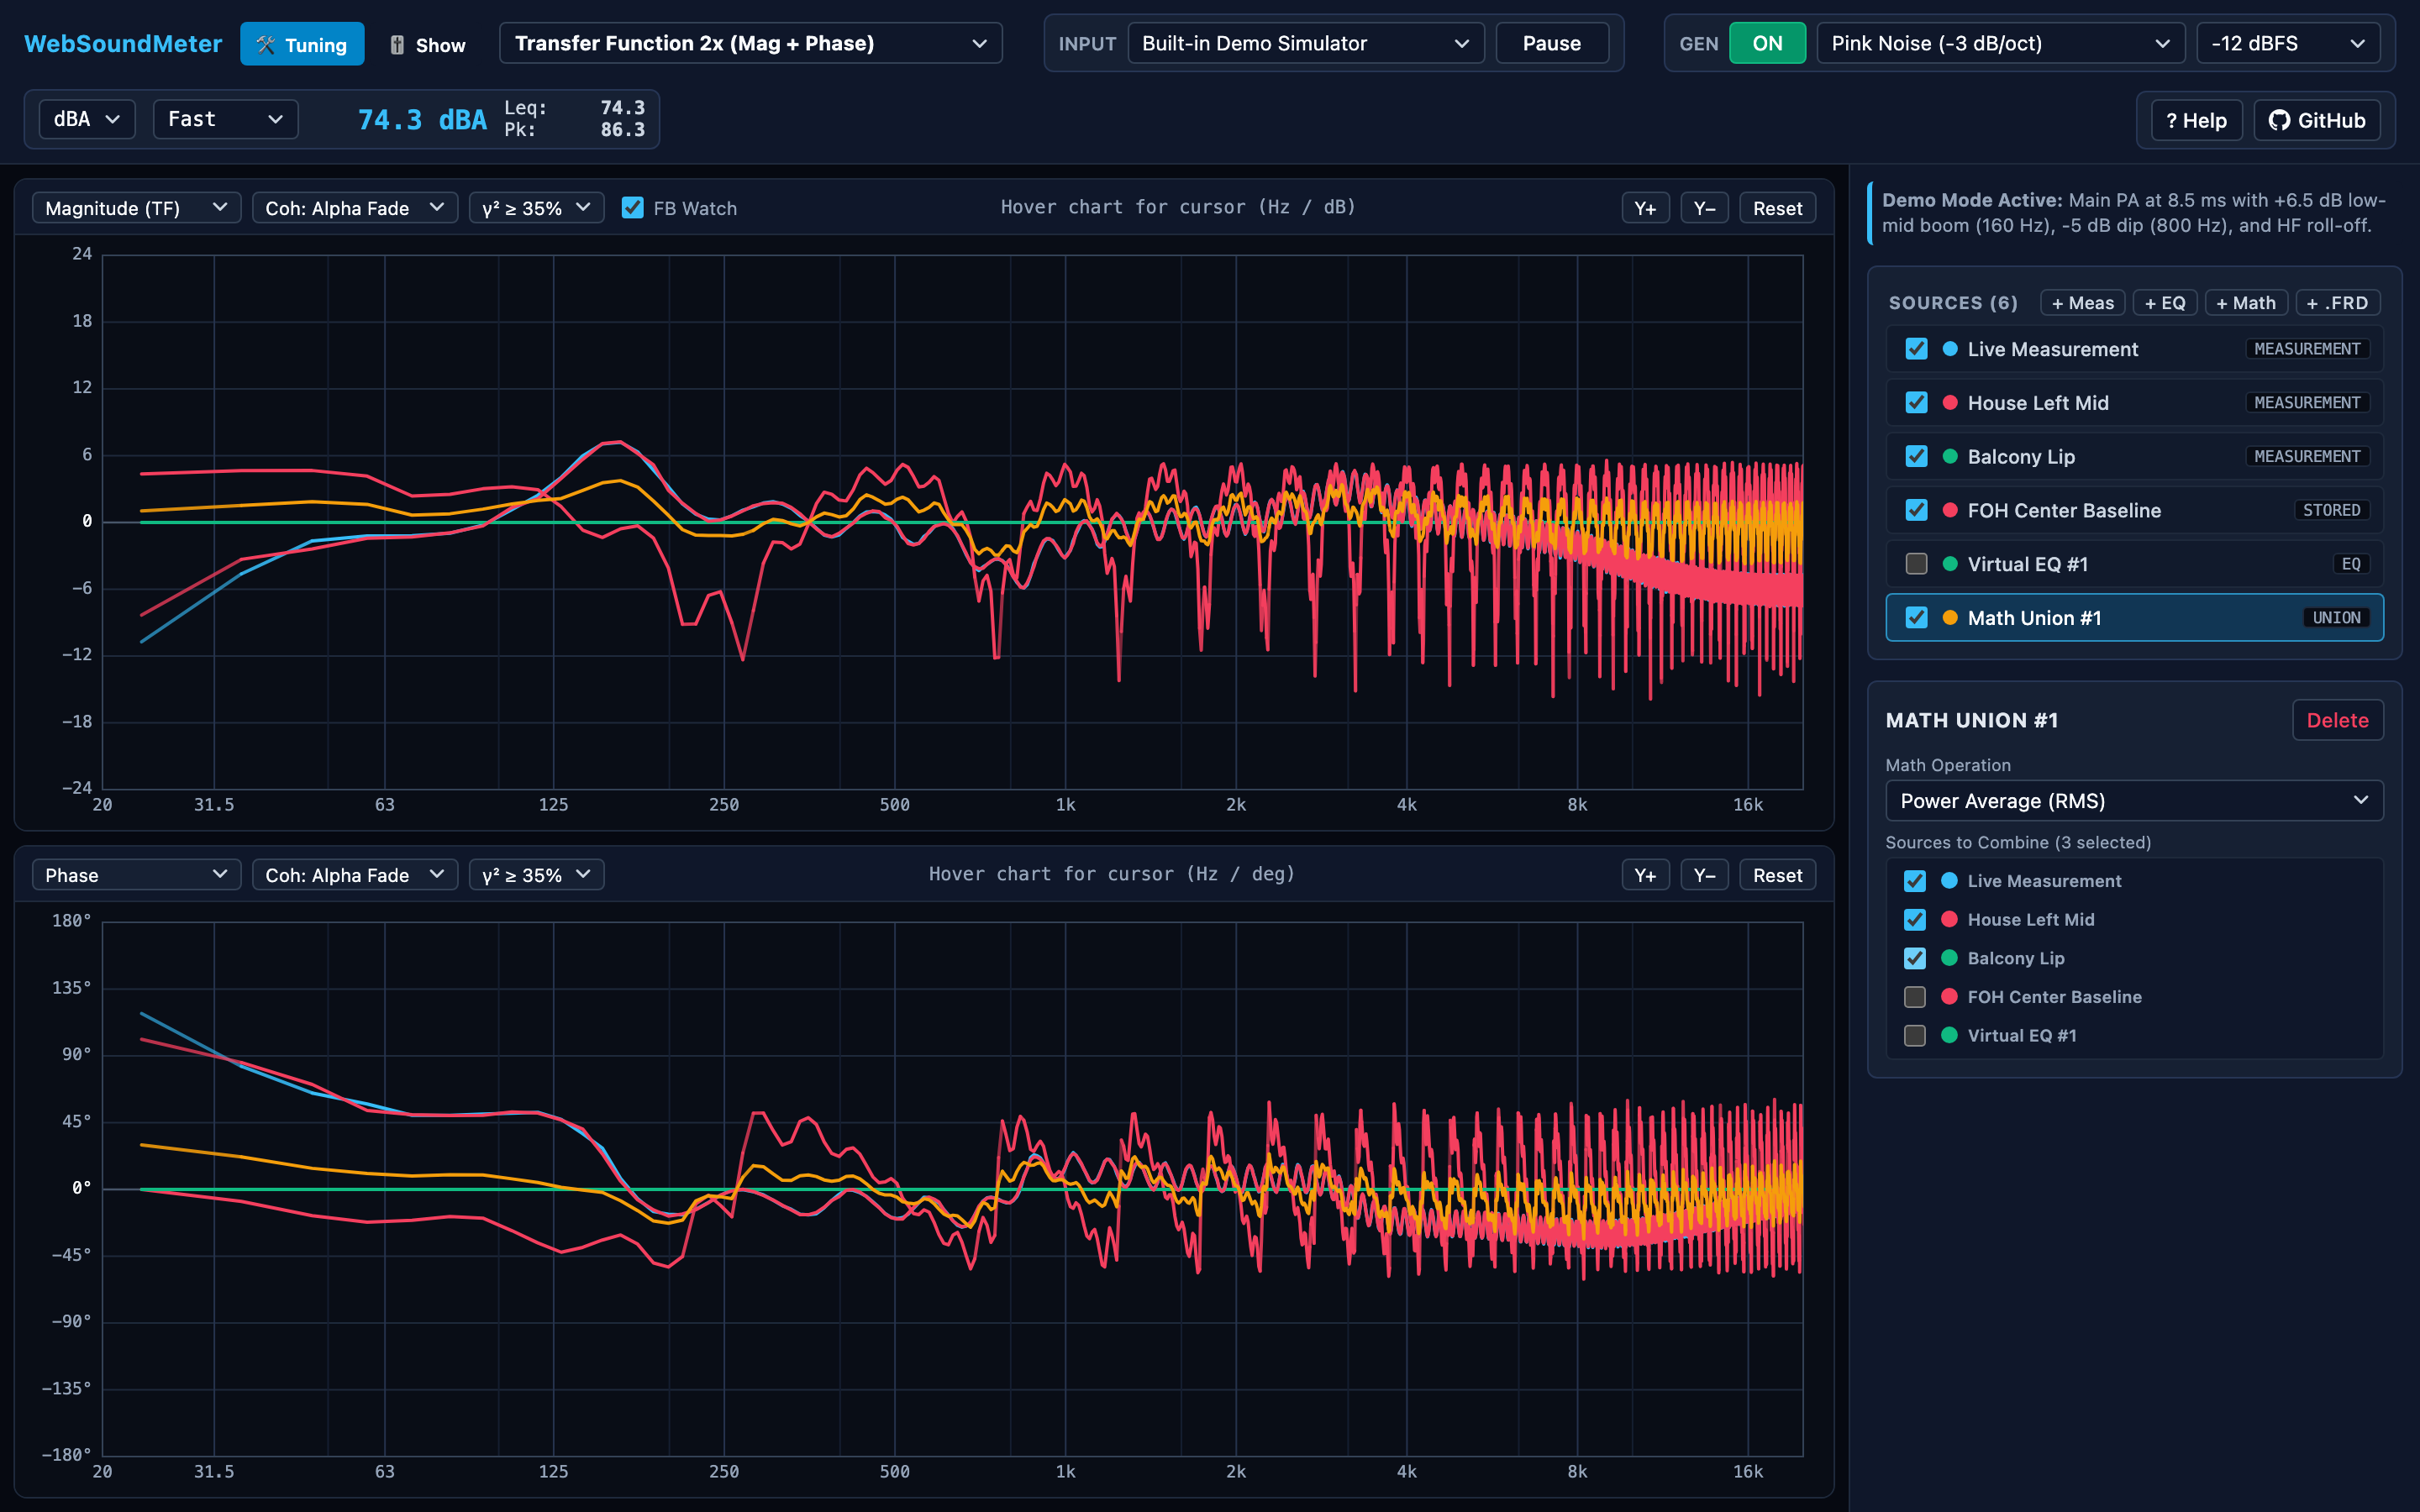 WebSoundMeter 🛠️ Tuning 🎚️ Show Transfer Function 2x (Mag + Phase) INPUT Built-in Demo Simulator Pause GEN ON Pink Noise (-3 dB/oct) -12 dBFS
dBA Fast 74.3 dBA Leq: 74.3
Pk: 86.3
? Help GitHub
Magnitude (TF) Coh: Alpha Fade γ² ≥ 35% FB Watch Hover chart for cursor (Hz / dB) Y+ Y− Reset
24
18
12
6
0
−6
−12
−18
−24
20 31.5 63 125 250 500 1k 2k 4k 8k 16k
Phase Coh: Alpha Fade γ² ≥ 35% Hover chart for cursor (Hz / deg) Y+ Y− Reset
180°
135°
90°
45°
0°
−45°
−90°
−135°
−180°
20 31.5 63 125 250 500 1k 2k 4k 8k 16k
Demo Mode Active: Main PA at 8.5 ms with +6.5 dB low-
mid boom (160 Hz), -5 dB dip (800 Hz), and HF roll-off.
SOURCES (6) + Meas + EQ + Math + .FRD
Live Measurement MEASUREMENT
House Left Mid MEASUREMENT
Balcony Lip MEASUREMENT
FOH Center Baseline STORED
Virtual EQ #1 EQ
Math Union #1 UNION
MATH UNION #1 Delete
Math Operation
Power Average (RMS)
Sources to Combine (3 selected)
Live Measurement
House Left Mid
Balcony Lip
FOH Center Baseline
Virtual EQ #1